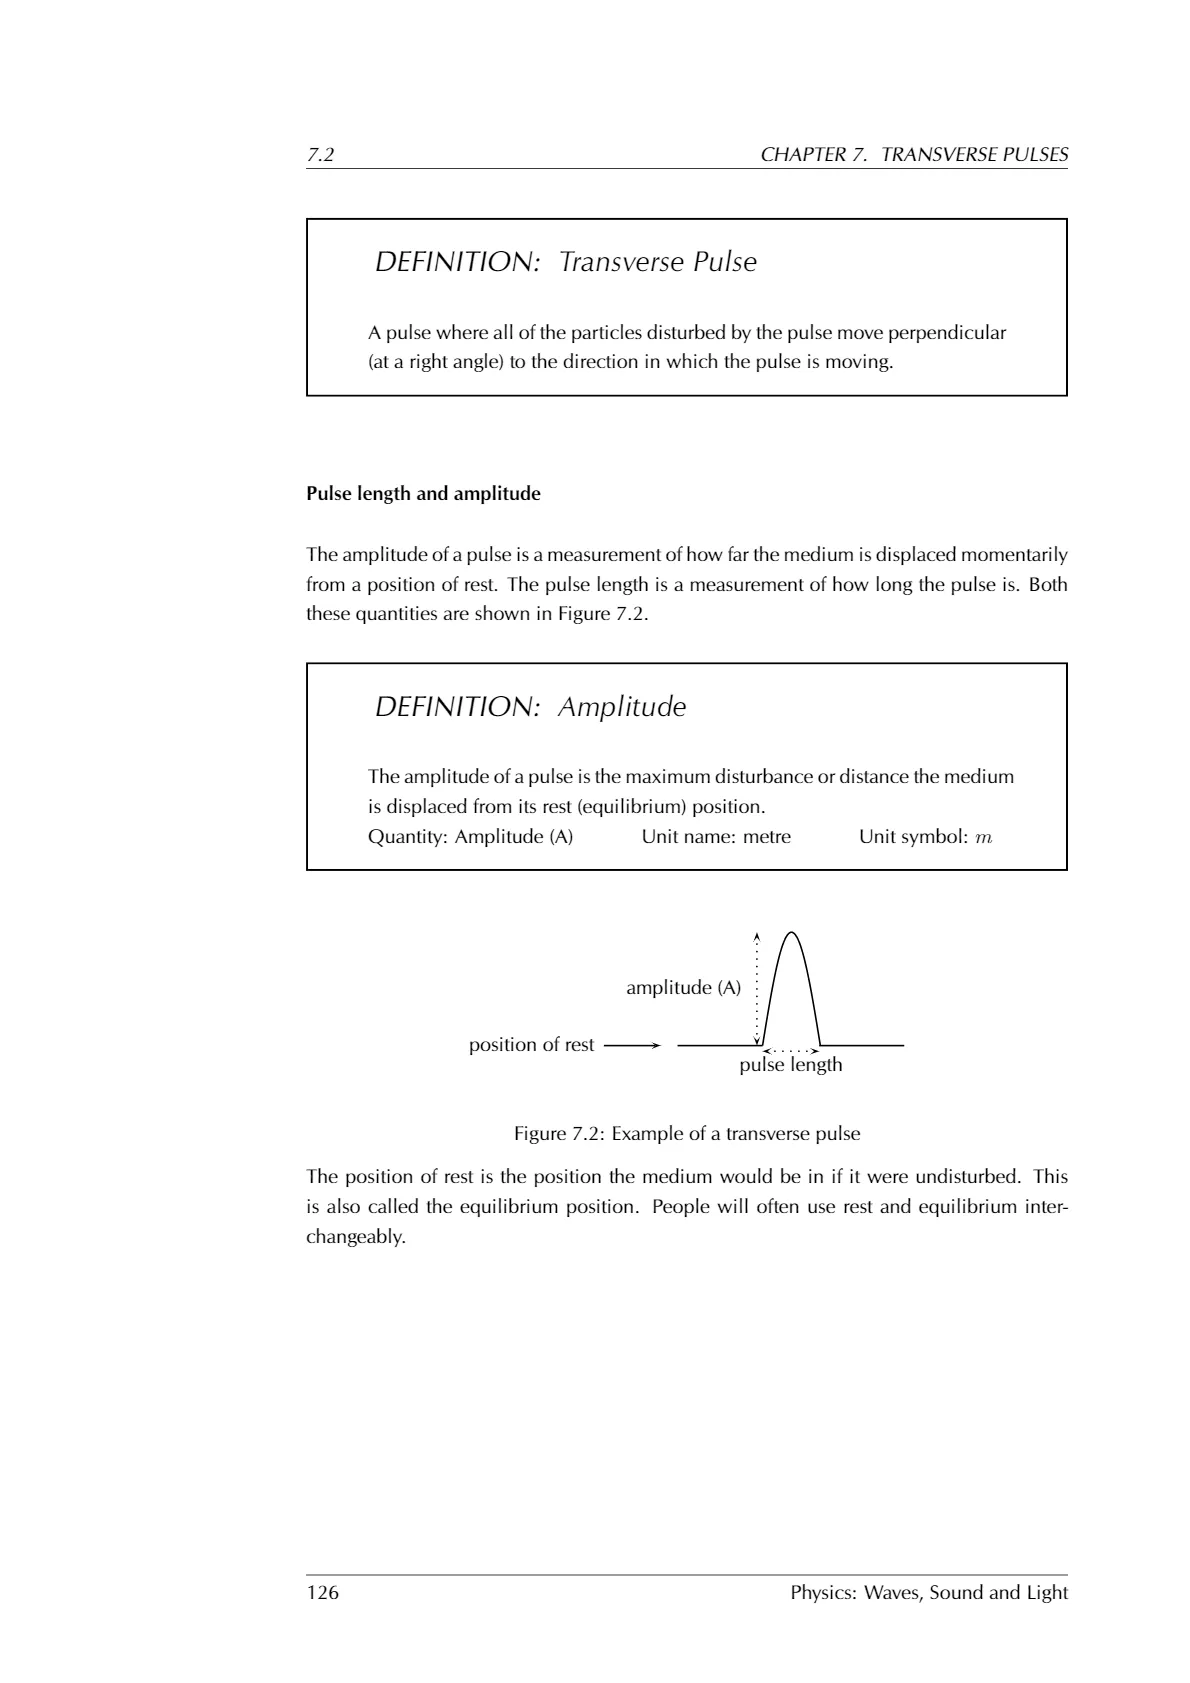 7.2 CHAPTER 7. TRANSVERSE PULSES
DEFINITION: Transverse Pulse
A pulse where all of the particles disturbed by the pulse move perpendicular
(at a right angle) to the direction in which the pulse is moving.
Pulse length and amplitude
The amplitude of a pulse is a measurement of how far the medium is displaced momentarily
from a position of rest. The pulse length is a measurement of how long the pulse is. Both
these quantities are shown in Figure 7.2.
DEFINITION: Amplitude
The amplitude of a pulse is the maximum disturbance or distance the medium
is displaced from its rest (equilibrium) position.
Quantity: Amplitude (A) Unit name: metre Unit symbol: m
amplitude (A)
position of rest
pulse length
Figure 7.2: Example of a transverse pulse
The position of rest is the position the medium would be in if it were undisturbed. This
is also called the equilibrium position. People will often use rest and equilibrium inter-
changeably.
126 Physics: Waves, Sound and Light